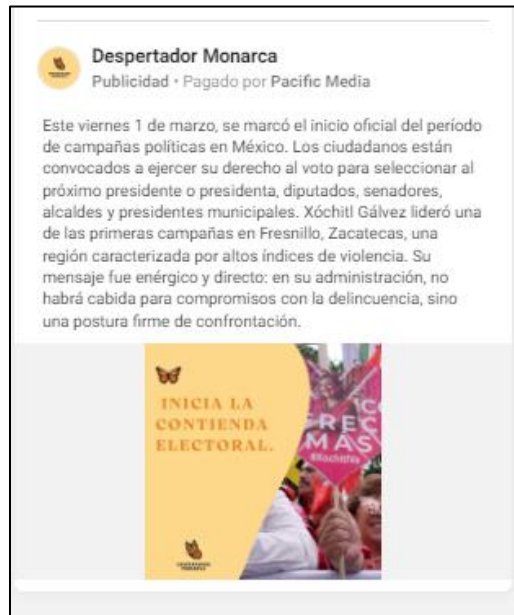 Despertador Monarca
Publicidad • Pagado por Pacific Media
Este viernes 1 de marzo, se marcó el inicio oficial del período
de campañas políticas en México. Los ciudadanos están
convocados a ejercer su derecho al voto para seleccionar al
próximo presidente o presidenta, diputados, senadores,
alcaldes y presidentes municipales. Xóchitl Gálvez lideró una
de las primeras campañas en Fresnillo, Zacatecas, una
región caracterizada por altos índices de violencia. Su
mensaje fue enérgico y directo: en su administración, no
habrá cabida para compromisos con la delincuencia, sino
una postura firme de confrontación.
INICIA LA
CONTIENDA
ELECTORAL.
MÁS